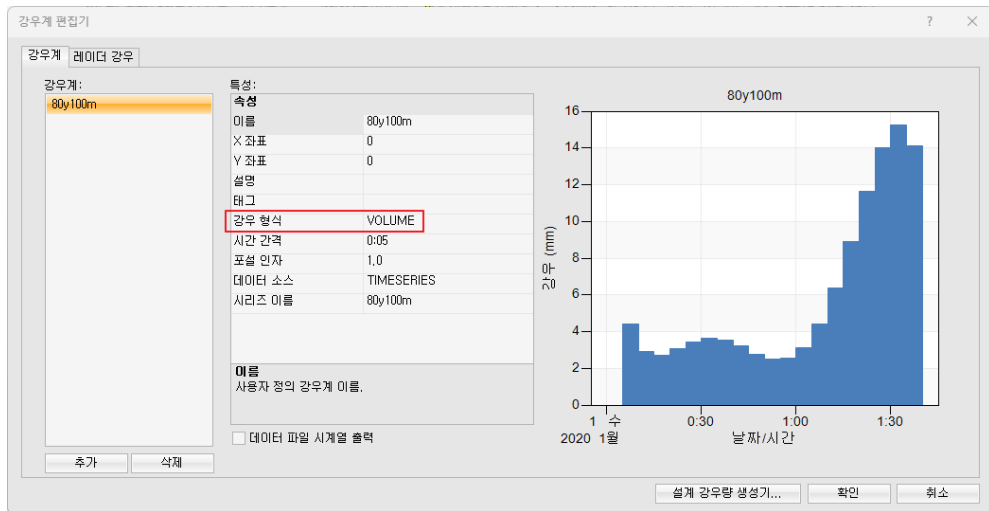 강우계 편집기
강우계 레이더 강우
강우계:
80y100m
추가 삭제
특성:
속성
이름 80y100m
X 좌표 0
Y 좌표 0
설명
태그
강우 형식 VOLUME
시간 간격 0:05
포설 인자 1.0
데이터 소스 TIMESERIES
시리즈 이름 80y100m
이름
사용자 정의 강우계 이름.
데이터 파일 시계열 출력
80y100m
강우 (mm)
16
14
12
10
8
6
4
2
0
1 수 0:30 1:00 1:30
2020 1월 날짜/시간
설계 강우량 생성기... 확인 취소